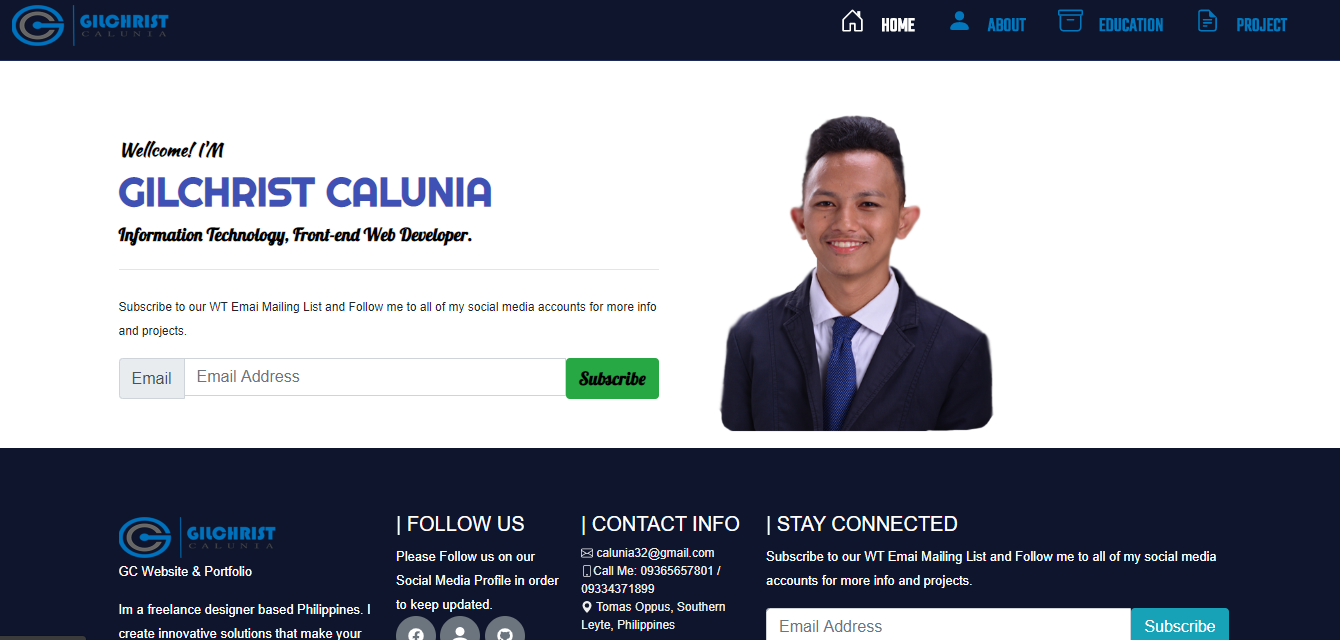 GILCHRIST
CALUNIA
HOME
ABOUT
EDUCATION
PROJECT
Wellcome! I'M
GILCHRIST CALUNIA
Information Technology, Front-end Web Developer.
Subscribe to our WT Emai Mailing List and Follow me to all of my social media accounts for more info
and projects.
Email
Email Address
Subscribe
GILCHRIST
CALUNIA
GC Website & Portfolio
Im a freelance designer based Philippines. I
create innovative solutions that make your
| FOLLOW US
Please Follow us on our
Social Media Profile in order
to keep updated.
| CONTACT INFO
calunia32@gmail.com
Call Me: 09365657801 /
09334371899
Tomas Oppus, Southern
Leyte, Philippines
| STAY CONNECTED
Subscribe to our WT Emai Mailing List and Follow me to all of my social media
accounts for more info and projects.
Email Address
Subscribe